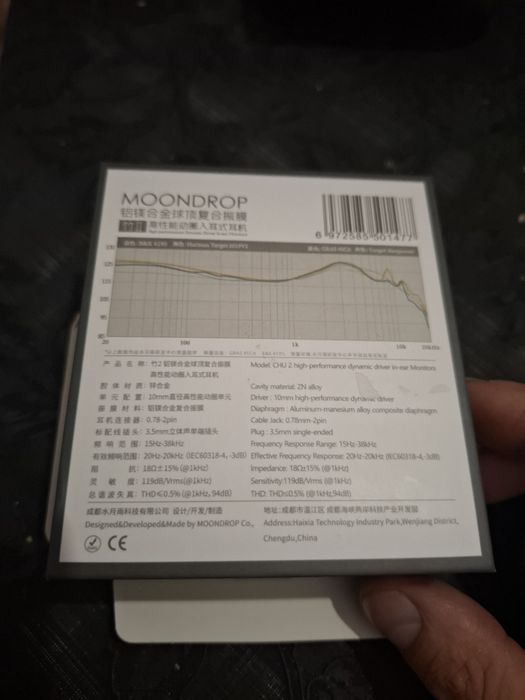 MOONDROP
铝镁合金球顶复合振膜
竹II 高性能动圈入耳式耳机
6 972585 501477
120
115
110
105
95
20 100 1k 10k 20kHz
产品名称: 竹2 铝镁合金球顶复合振膜
高性能动圈入耳式耳机
Model: CHU 2 high-performance dynamic driver in-ear Monitors
腔体材质: 锌合金
Cavity material: ZN alloy
单元配置: 10mm直径高性能动圈单元
Driver: 10mm high-performance dynamic driver
振膜材料: 铝镁合金复合振膜
Diaphragm: Aluminum-manesium alloy composite diaphragm
耳机连接器: 0.78-2pin
Cable Jack: 0.78mm-2pin
标配线插头: 3.5mm立体声单端插头
Plug: 3.5mm single-ended
频响范围: 15Hz-38kHz
Frequency Response Range: 15Hz-38kHz
有效频响范围: 20Hz-20kHz (IEC60318-4, -3dB)
Effective Frequency Response: 20Hz-20kHz (IEC60318-4, -3dB)
阻抗: 18Ω±15% (@1kHz)
Impedance: 18Ω±15% (@1kHz)
灵敏度: 119dB/Vrms(@1kHz)
Sensitivity:119dB/Vrms (@1kHz)
总谐波失真: THD≤0.5% (@1kHz, 94dB)
THD: THD≤0.5% (@1kHz,94dB)
成都水月雨科技有限公司 设计/开发/制造
Designed&Developed&Made by MOONDROP Co.,
地址: 成都市温江区 成都海峡两岸科技产业开发园
Address:Haixia Technology Industry Park,Wenjiang District,
Chengdu,China
CE